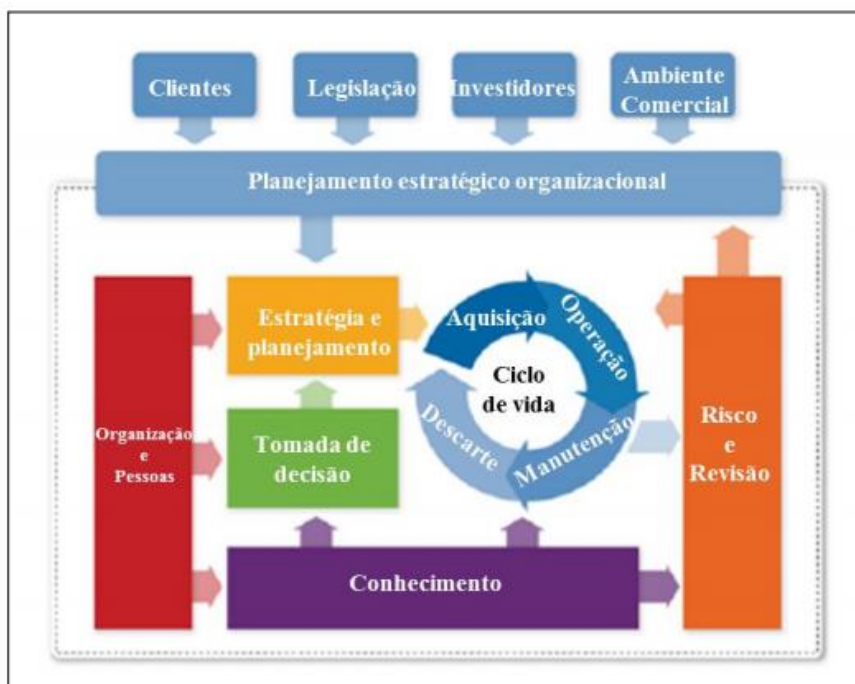 Clientes
Legislação
Investidores
Ambiente
Comercial
Planejamento estratégico organizacional
Organização
e
Pessoas
Estratégia e
planejamento
Tomada de
decisão
Aquisição
Operação
Manutenção
Descarte
Ciclo
de vida
Risco
e
Revisão
Conhecimento